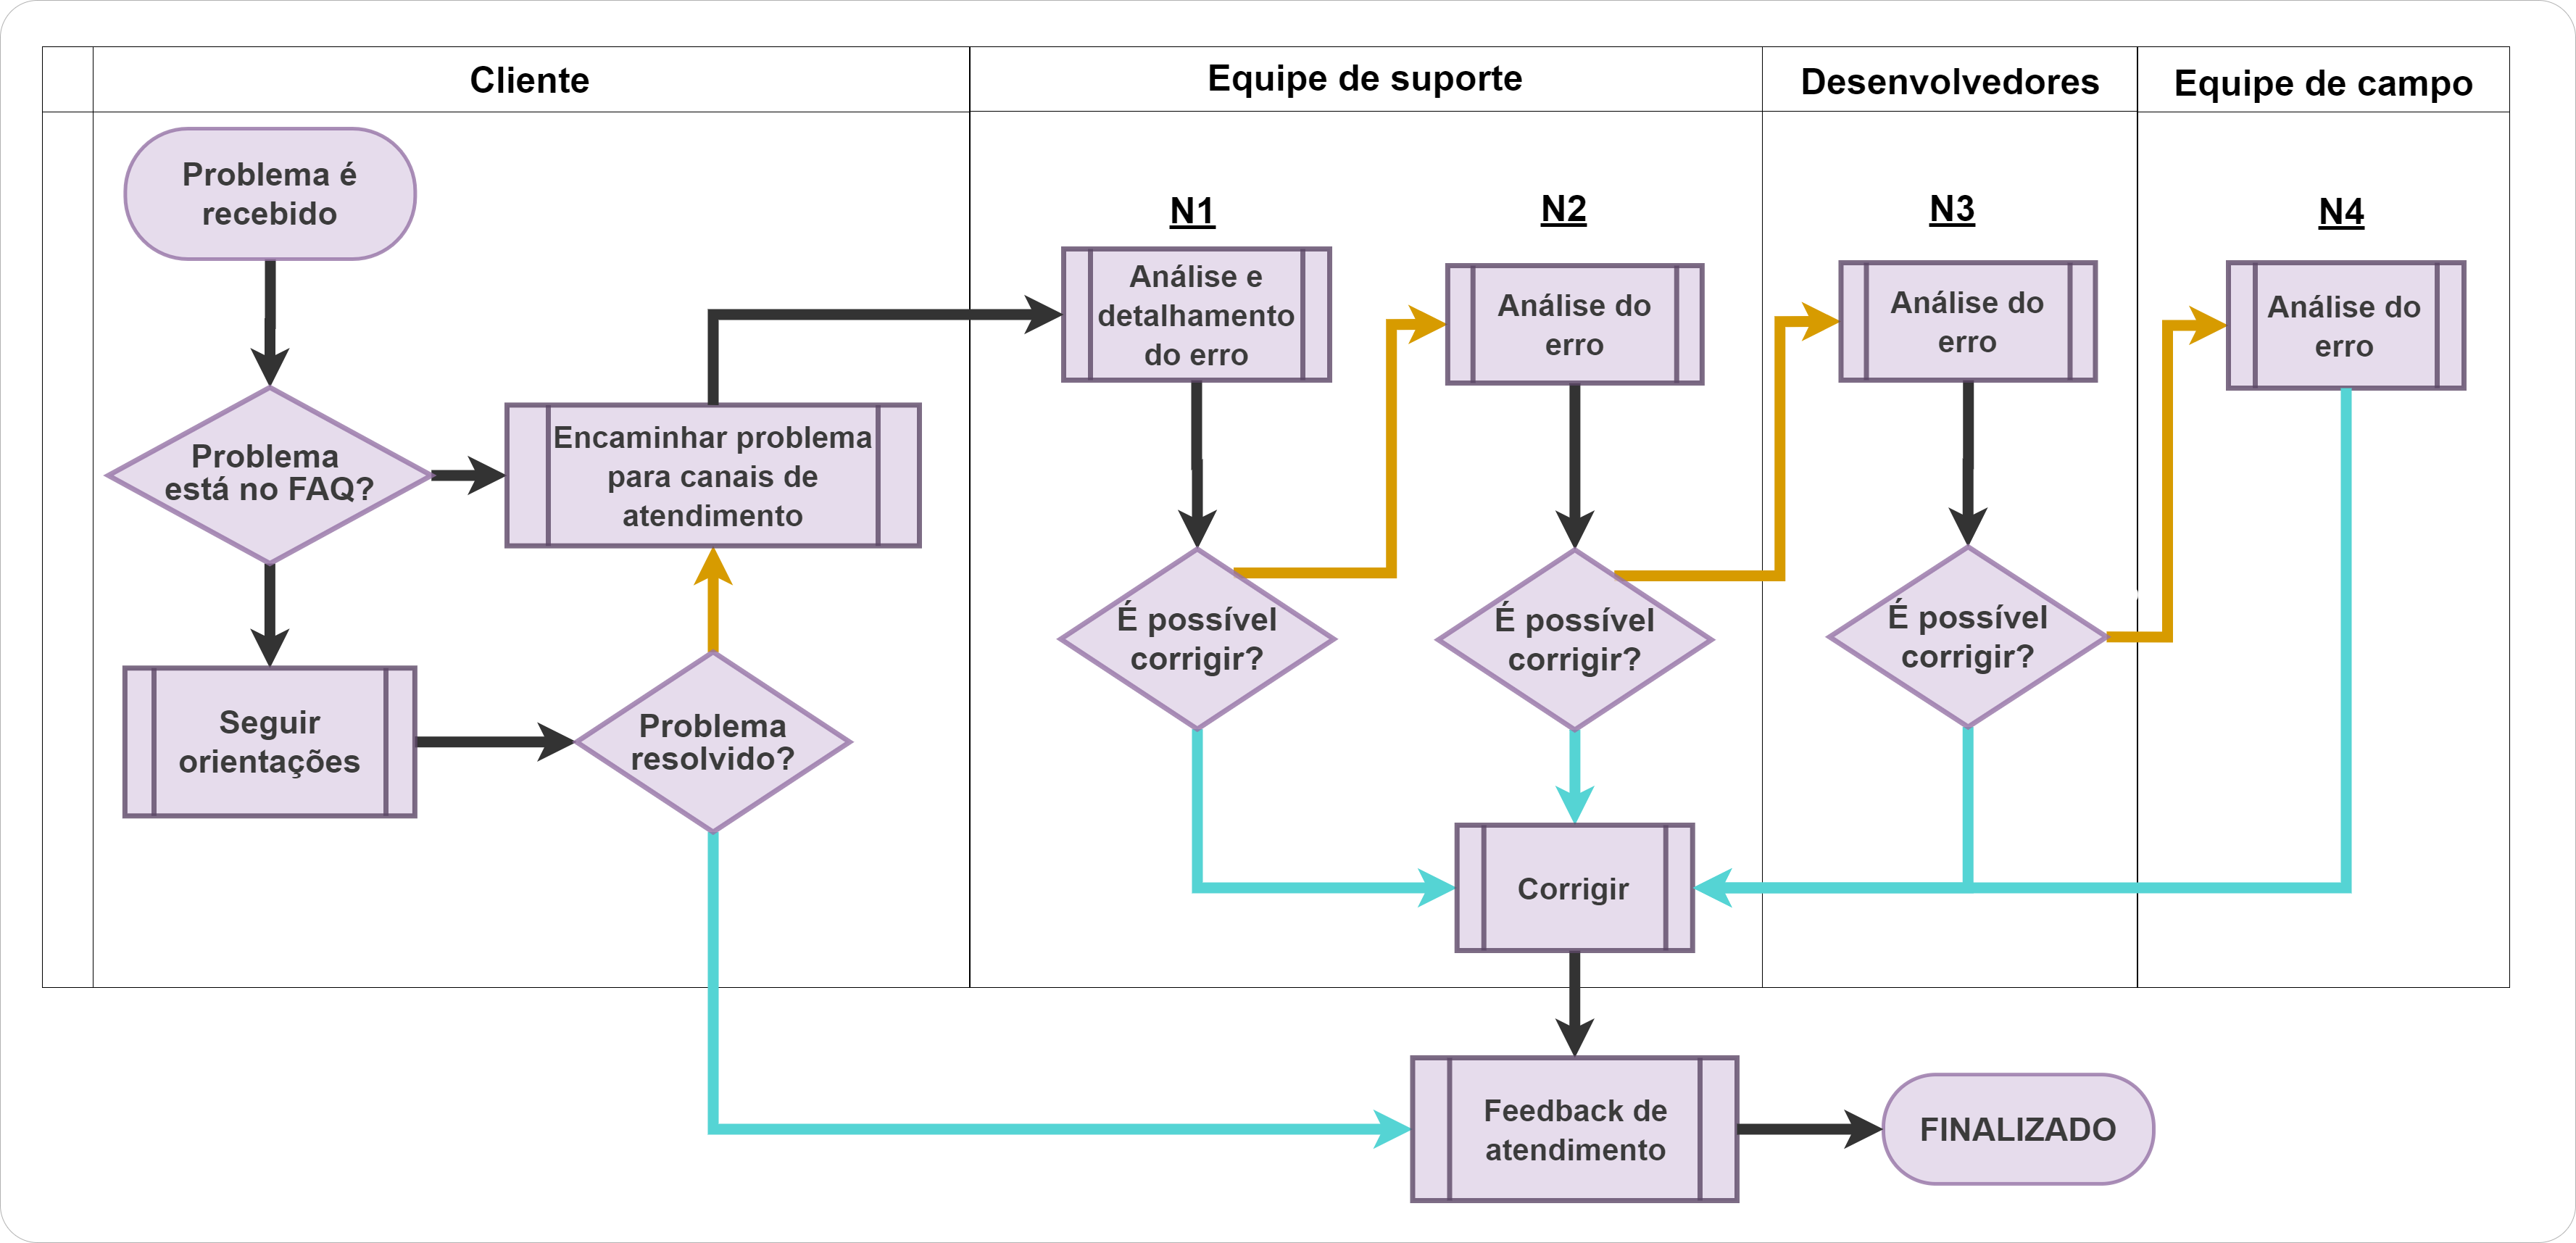 Cliente
Equipe de suporte
Desenvolvedores
Equipe de campo
Problema é
recebido
N1
N2
N3
N4
Análise e
detalhamento
do erro
Análise do
erro
Análise do
erro
Análise do
erro
Problema
está no FAQ?
Encaminhar problema
para canais de
atendimento
É possível
corrigir?
É possível
corrigir?
É possível
corrigir?
Seguir
orientações
Problema
resolvido?
Corrigir
Feedback de
atendimento
FINALIZADO